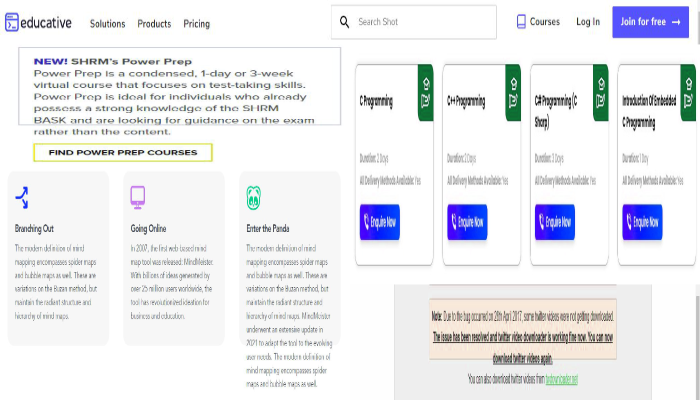 educative
Solutions Products Pricing
Search Shot
Courses Log In Join for free →
NEW! SHRM's Power Prep
Power Prep is a condensed, 1-day or 3-week
virtual course that focuses on test-taking skills.
Power Prep is ideal for individuals who already
possess a strong knowledge of the SHRM
BASK and are looking for guidance on the exam
rather than the content.
FIND POWER PREP COURSES
Branching Out
The modern definition of mind
mapping encompasses spider maps
and bubble maps as well. These are
variations on the Buzan method, but
maintain the radiant structure and
hierarchy of mind maps.
Going Online
In 2007, the first web-based mind
map tool was released: MindMeister.
With billions of ideas generated by
over 25 million users worldwide, the
tool has revolutionized ideation for
business and education.
Enter the Panda
The modern definition of mind
mapping encompasses spider maps
and bubble maps as well. These are
variations on the Buzan method, but
maintain the radiant structure and
hierarchy of mind maps. MindMeister
underwent an extensive update in
2021 to adapt the tool to the evolving
user needs. The modern definition of
mind mapping encompasses spider
maps and bubble maps as well.
C Programming
Duration: 2 Days
All Delivery Methods Available: Yes
Enquire Now
C++ Programming
Duration: 2 Days
All Delivery Methods Available: Yes
Enquire Now
C# Programming (C
Sharp)
Duration: 2 Days
All Delivery Methods Available: Yes
Enquire Now
Introduction Of Embedded
C Programming
Duration: 1 Day
All Delivery Methods Available: Yes
Enquire Now
Note: Due to the bug occurred on 26th April 2017, some twitter videos were not getting downloaded.
The issue has been resolved and twitter video downloader is working fine now. You can now
download twitter videos again.
You can also download twitter videos from